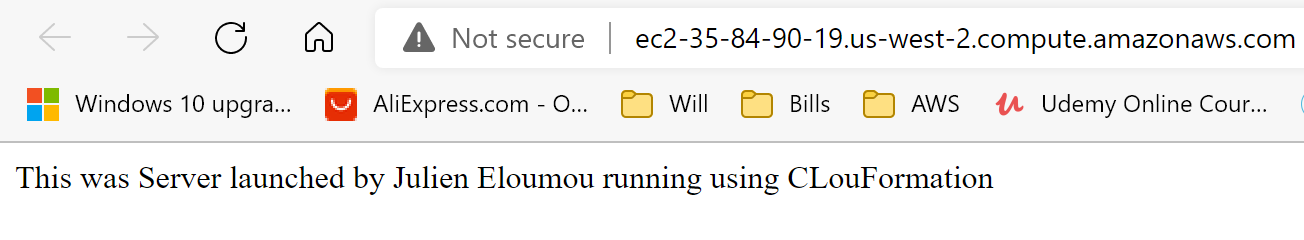 Not secure ec2-35-84-90-19.us-west-2.compute.amazonaws.com
Windows 10 upgra... AliExpress.com - O... Will Bills AWS Udemy Online Cour...
This was Server launched by Julien Eloumou running using CLouFormation